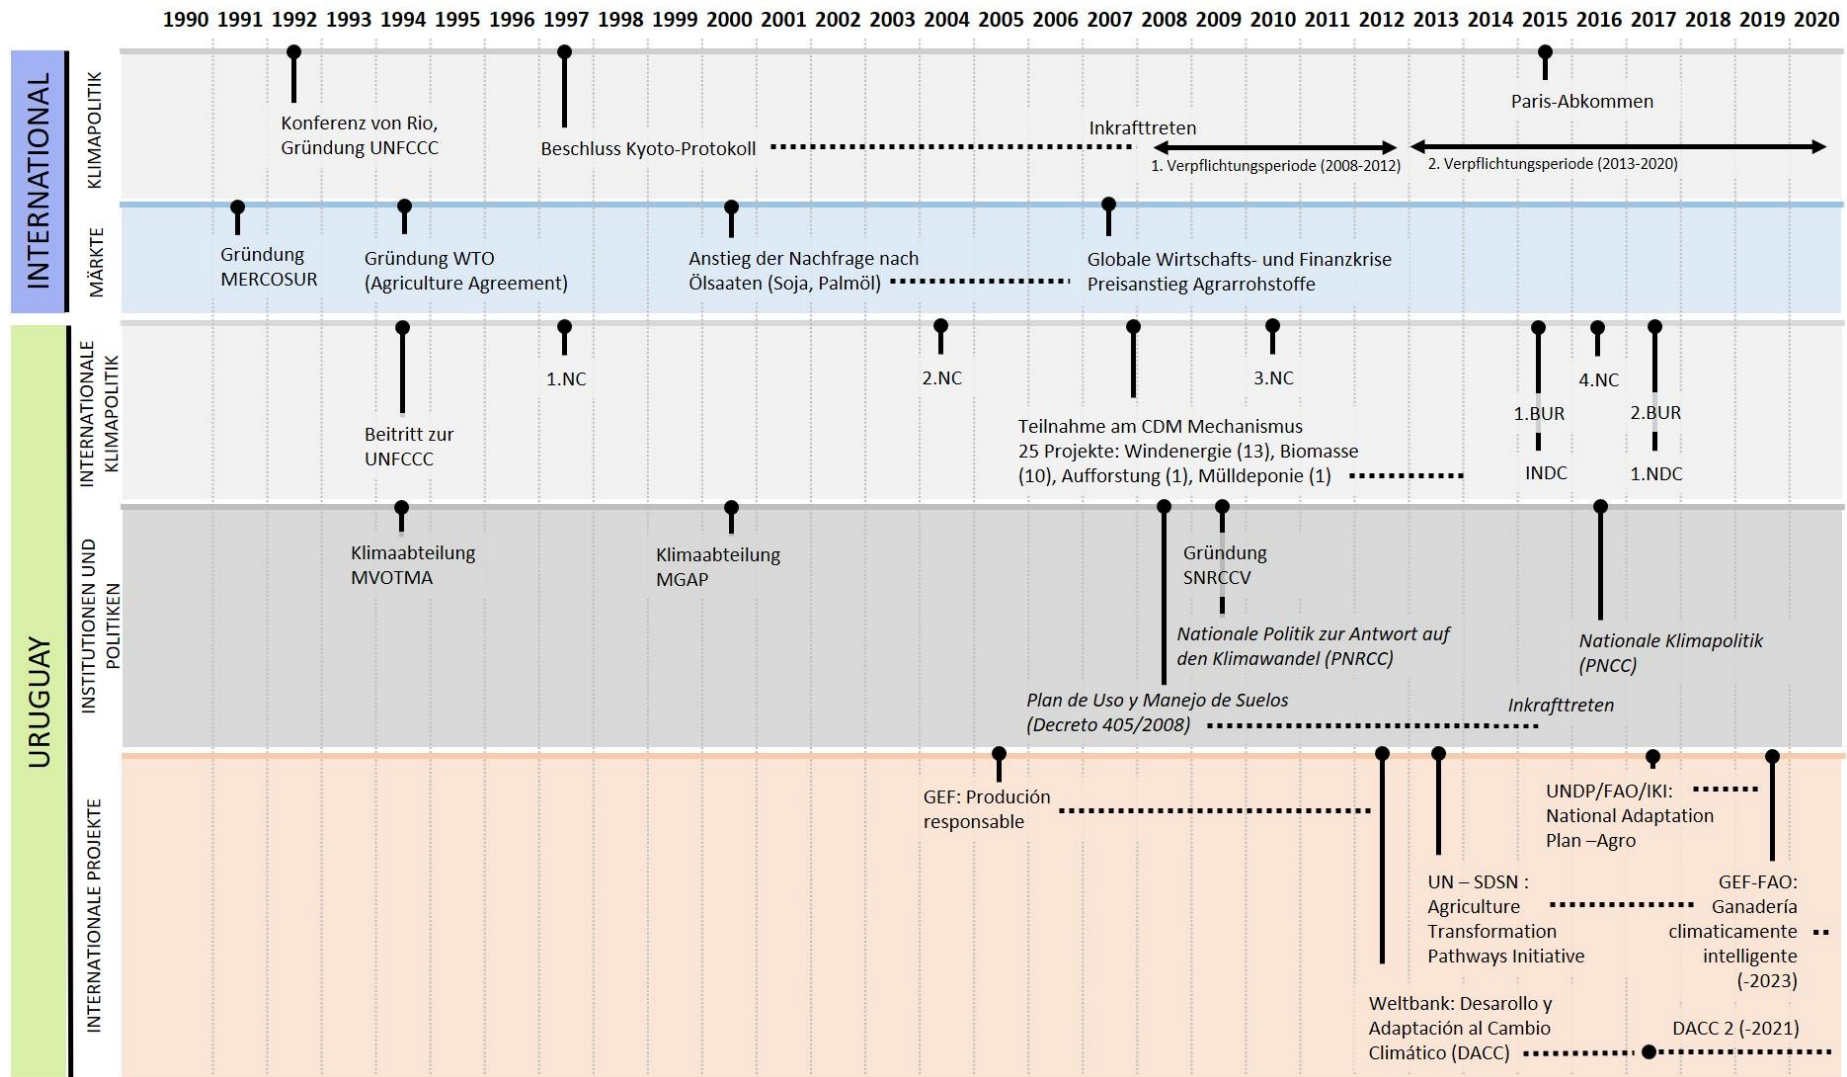 1990 1991 1992 1993 1994 1995 1996 1997 1998 1999 2000 2001 2002 2003 2004 2005 2006 2007 2008 2009 2010 2011 2012 2013 2014 2015 2016 2017 2018 2019 2020
INTERNATIONAL
KLIMAPOLITIK
Konferenz von Rio,
Gründung UNFCCC
Beschluss Kyoto-Protokoll
Inkrafttreten
1. Verpflichtungsperiode (2008-2012)
Paris-Abkommen
2. Verpflichtungsperiode (2013-2020)
MÄRKTE
Gründung
MERCOSUR
Gründung WTO
(Agriculture Agreement)
Anstieg der Nachfrage nach
Ölsaaten (Soja, Palmöl)
Globale Wirtschafts- und Finanzkrise
Preisanstieg Agrarrohstoffe
URUGUAY
INTERNATIONALE
KLIMAPOLITIK
Beitritt zur
UNFCCC
1.NC
2.NC
Teilnahme am CDM Mechanismus
25 Projekte: Windenergie (13), Biomasse
(10), Aufforstung (1), Mülldeponie (1)
3.NC
1.BUR
INDC
4.NC
2.BUR
1.NDC
INSTITUTIONEN UND
POLITIKEN
Klimaabteilung
MVOTMA
Klimaabteilung
MGAP
Gründung
SNRCCV
Nationale Politik zur Antwort auf
den Klimawandel (PNRCC)
Plan de Uso y Manejo de Suelos
(Decreto 405/2008)
Inkrafttreten
Nationale Klimapolitik
(PNCC)
INTERNATIONALE PROJEKTE
GEF: Produción
responsable
UNDP/FAO/IKI:
National Adaptation
Plan –Agro
UN – SDSN :
Agriculture
Transformation
Pathways Initiative
GEF-FAO:
Ganadería
climaticamente
intelligente
(-2023)
Weltbank: Desarollo y
Adaptación al Cambio
Climático (DACC)
DACC 2 (-2021)